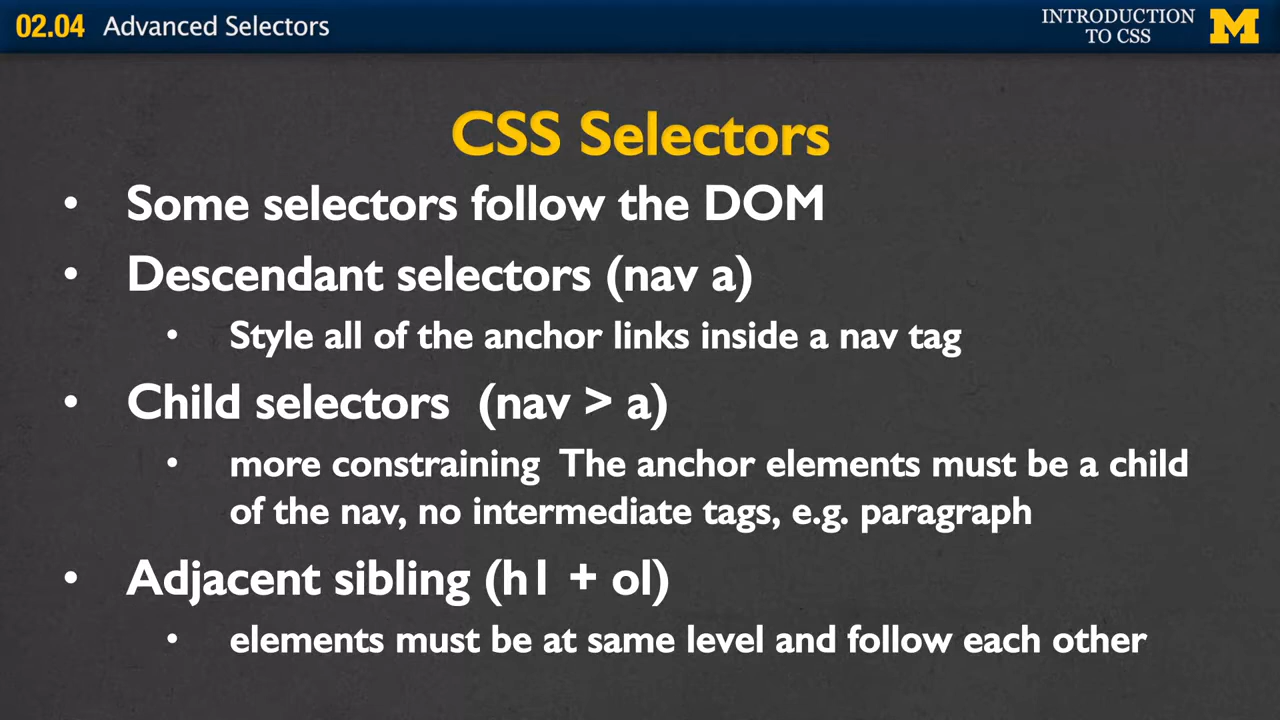 02.04 Advanced Selectors
INTRODUCTION
TO CSS
M
CSS Selectors
• Some selectors follow the DOM
• Descendant selectors (nav a)
• Style all of the anchor links inside a nav tag
• Child selectors (nav > a)
• more constraining The anchor elements must be a child
of the nav, no intermediate tags, e.g. paragraph
• Adjacent sibling (h1 + ol)
• elements must be at same level and follow each other